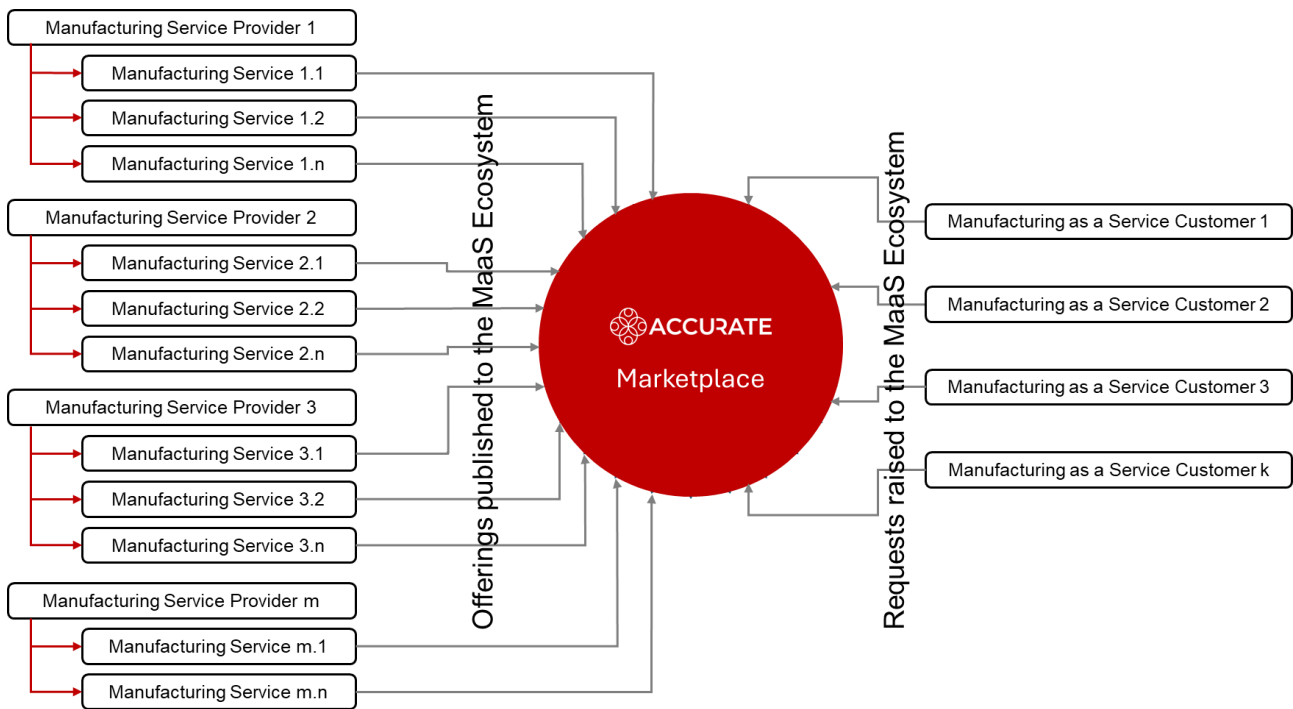 Manufacturing Service Provider 1
Manufacturing Service 1.1
Manufacturing Service 1.2
Manufacturing Service 1.n
Manufacturing Service Provider 2
Manufacturing Service 2.1
Manufacturing Service 2.2
Manufacturing Service 2.n
Manufacturing Service Provider 3
Manufacturing Service 3.1
Manufacturing Service 3.2
Manufacturing Service 3.n
Manufacturing Service Provider m
Manufacturing Service m.1
Manufacturing Service m.n
Offerings published to the MaaS Ecosystem
ACCURATE
Marketplace
Requests raised to the MaaS Ecosystem
Manufacturing as a Service Customer 1
Manufacturing as a Service Customer 2
Manufacturing as a Service Customer 3
Manufacturing as a Service Customer k